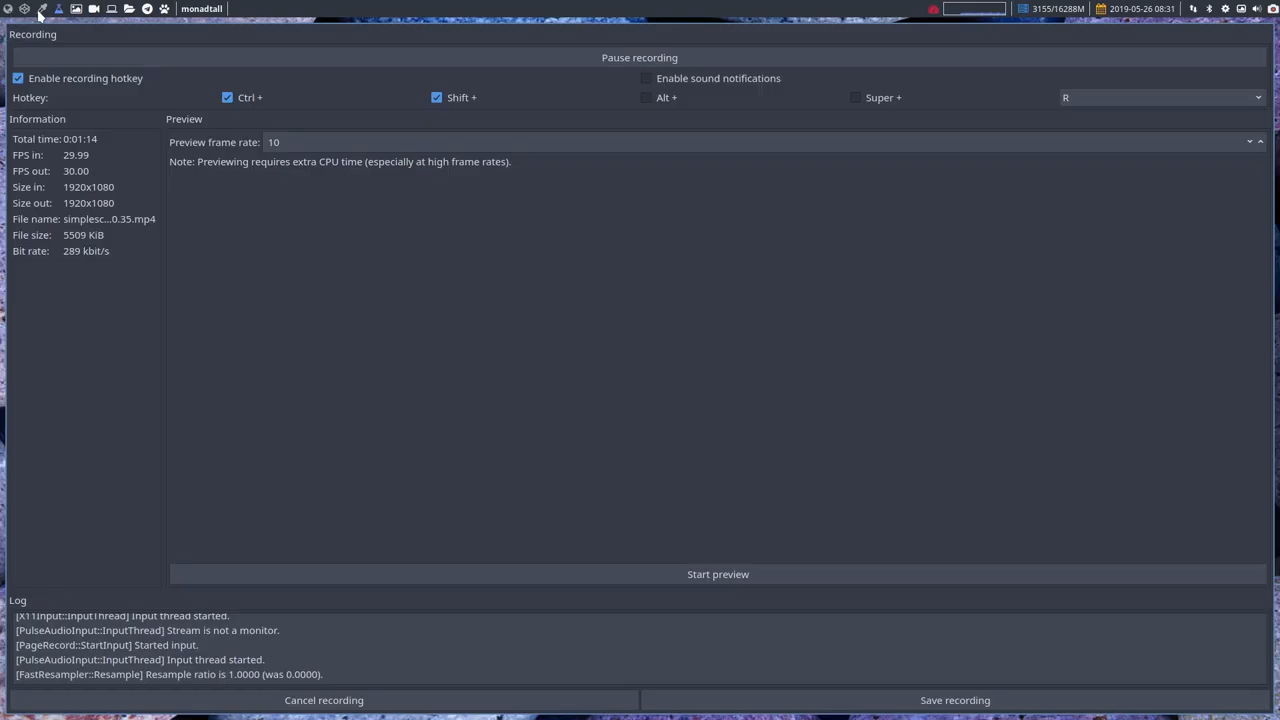 monadtall
3155/16288M
2019-05-26 08:31
Recording
Pause recording
Enable recording hotkey
Enable sound notifications
Hotkey:
Ctrl +
Shift +
Alt +
Super +
R
Information
Preview
Total time: 0:01:14
Preview frame rate: 10
FPS in: 29.99
Note: Previewing requires extra CPU time (especially at high frame rates).
FPS out: 30.00
Size in: 1920x1080
Size out: 1920x1080
File name: simplesc...0.35.mp4
File size: 5509 KiB
Bit rate: 289 kbit/s
Start preview
Log
[X11Input::InputThread] Input thread started.
[PulseAudioInput::InputThread] Stream is not a monitor.
[PageRecord::StartInput] Started input.
[PulseAudioInput::InputThread] Input thread started.
[FastResampler::Resample] Resample ratio is 1.0000 (was 0.0000).
Cancel recording
Save recording